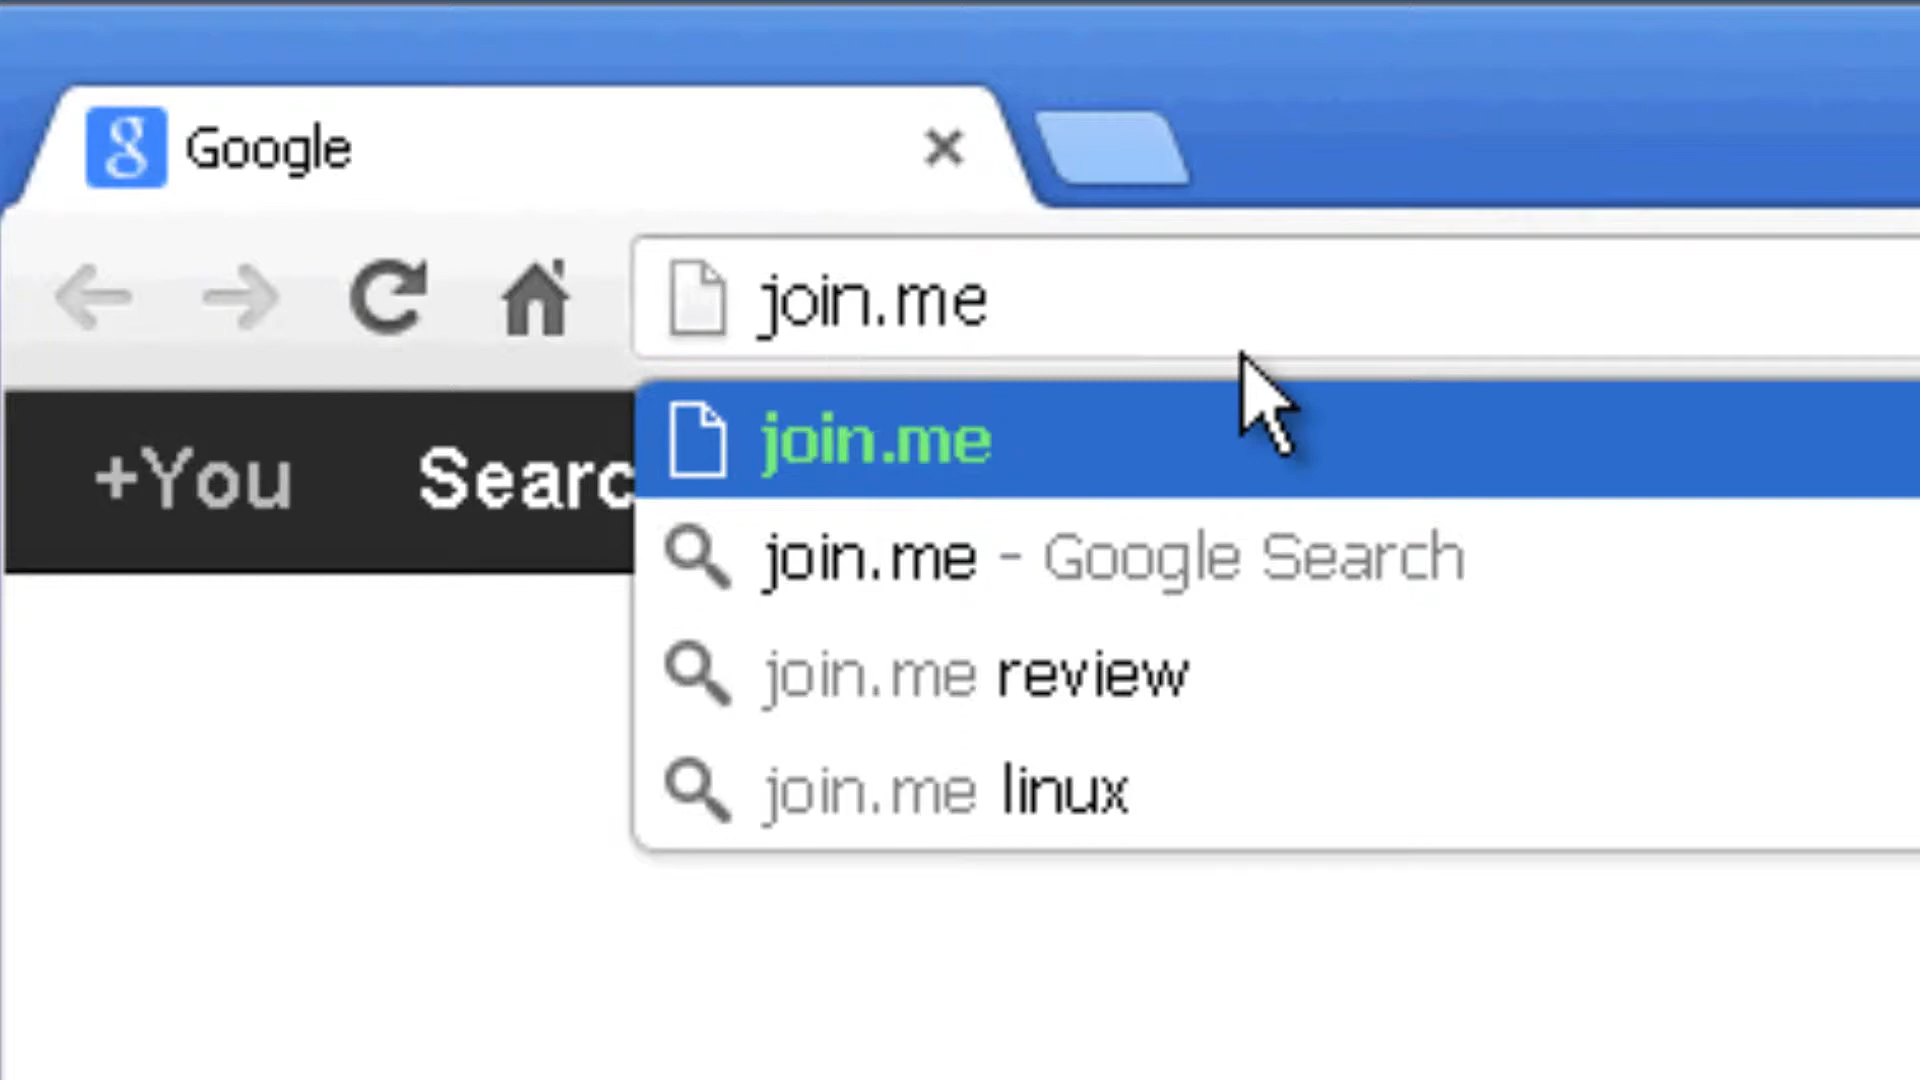 g Google
join.me
+You Searc
join.me
join.me - Google Search
join.me review
join.me linux